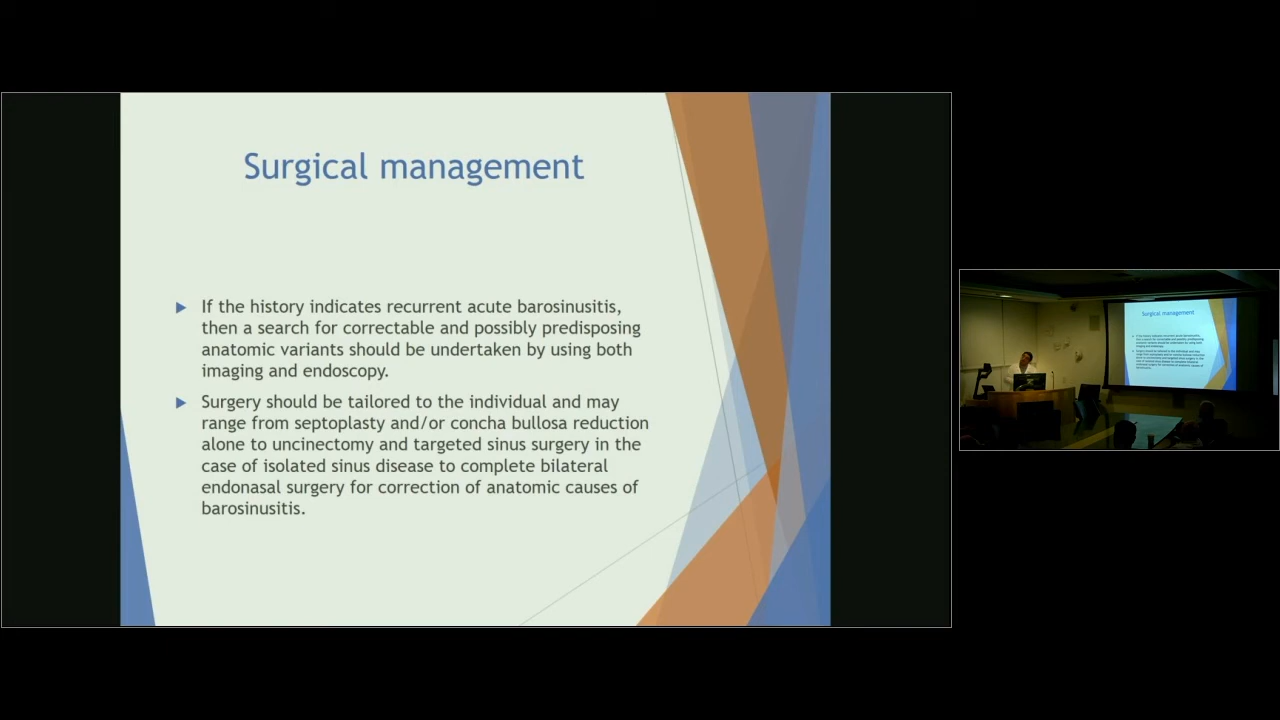 Surgical management
If the history indicates recurrent acute barosinusitis,
then a search for correctable and possibly predisposing
anatomic variants should be undertaken by using both
imaging and endoscopy.
Surgery should be tailored to the individual and may
range from septoplasty and/or concha bullosa reduction
alone to uncinectomy and targeted sinus surgery in the
case of isolated sinus disease to complete bilateral
endonasal surgery for correction of anatomic causes of
barosinusitis.
Surgical management